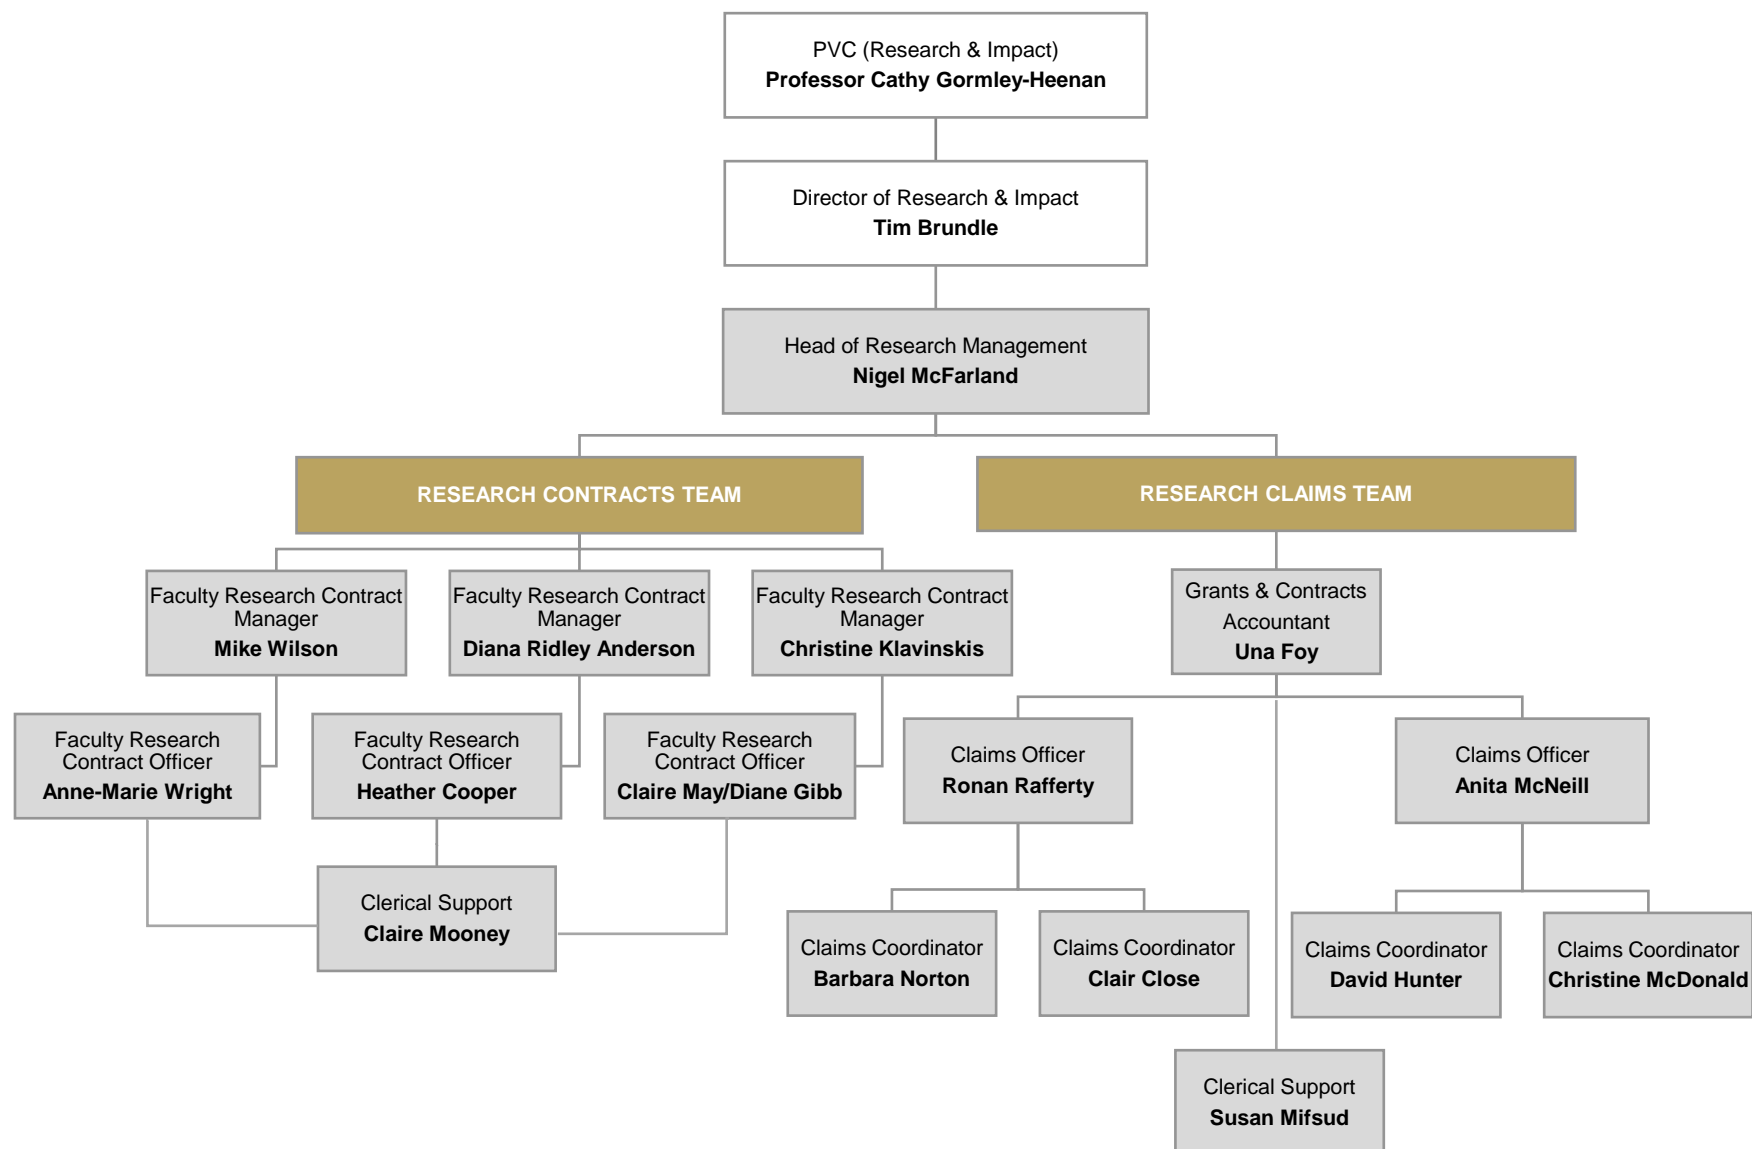 PVC (Research & Impact)
Professor Cathy Gormley-Heenan
Director of Research & Impact
Tim Brundle
Head of Research Management
Nigel McFarland
RESEARCH CONTRACTS TEAM
RESEARCH CLAIMS TEAM
Faculty Research Contract
Manager
Mike Wilson
Faculty Research Contract
Manager
Diana Ridley Anderson
Faculty Research Contract
Manager
Christine Klavinskis
Grants & Contracts
Accountant
Una Foy
Faculty Research
Contract Officer
Anne-Marie Wright
Faculty Research
Contract Officer
Heather Cooper
Faculty Research
Contract Officer
Claire May/Diane Gibb
Claims Officer
Ronan Rafferty
Claims Officer
Anita McNeill
Clerical Support
Claire Mooney
Claims Coordinator
Barbara Norton
Claims Coordinator
Clair Close
Claims Coordinator
David Hunter
Claims Coordinator
Christine McDonald
Clerical Support
Susan Mifsud